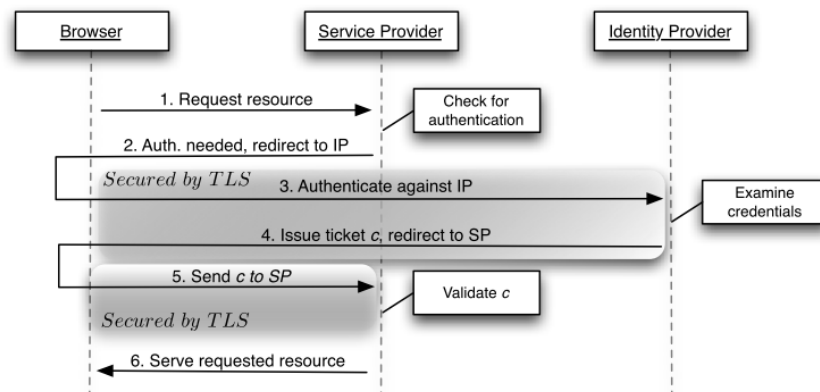 Browser
Service Provider
Identity Provider
1. Request resource
Check for
authentication
2. Auth. needed, redirect to IP
Secured by TLS
3. Authenticate against IP
Examine
credentials
4. Issue ticket c, redirect to SP
5. Send c to SP
Validate c
Secured by TLS
6. Serve requested resource